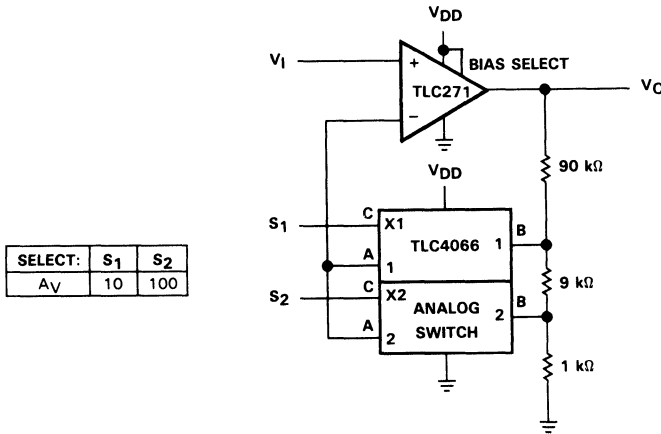 VDD
VI
+
BIAS SELECT
TLC271
VO
−
90 kΩ
VDD
S1
C
X1
TLC4066
1
B
A
1
9 kΩ
S2
C
X2
ANALOG
SWITCH
2
B
A
2
1 kΩ
SELECT: S1 S2
AV 10 100